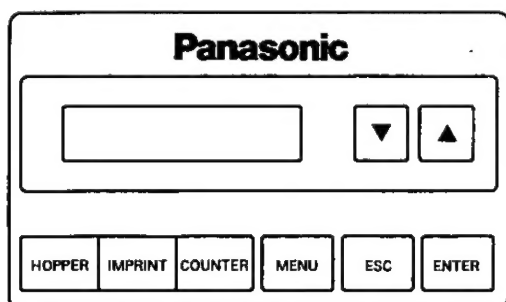 Panasonic
▼ ▲
HOPPER IMPRINT COUNTER MENU ESC ENTER